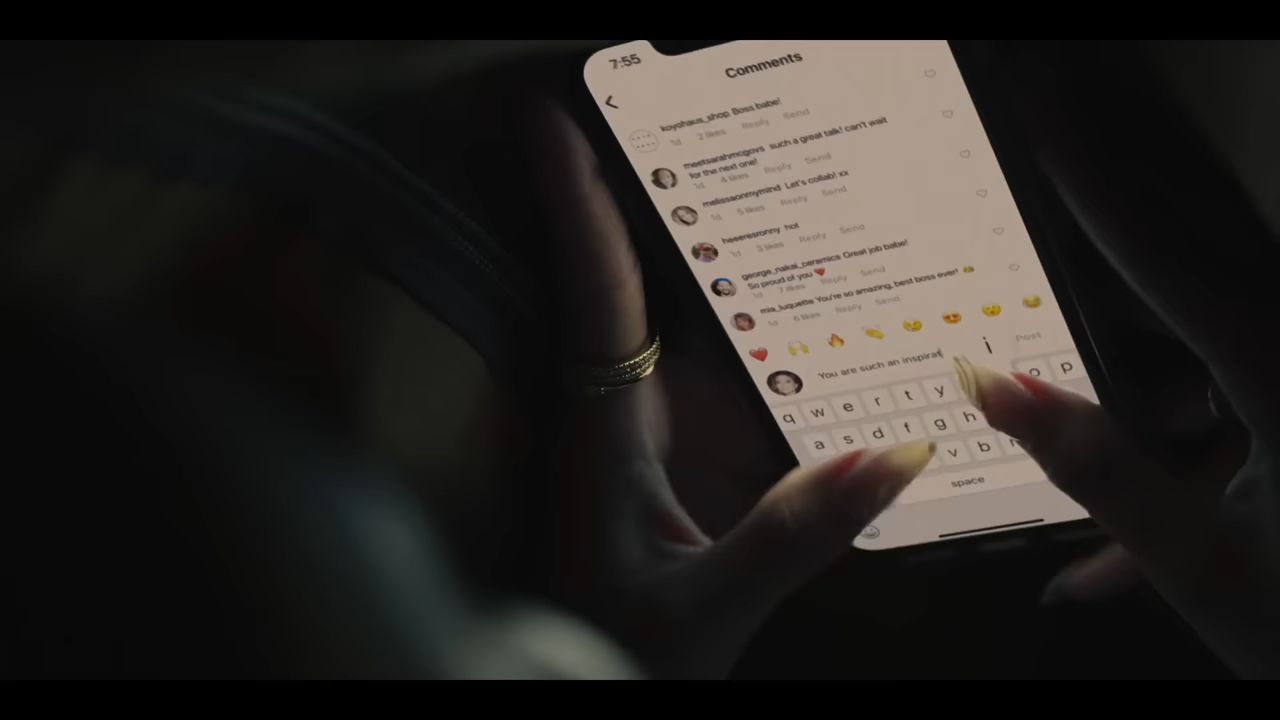 7:55
Comments
koyohaus_shop Boss babe!
1d 2 likes Reply Send
meetsarahmcgovs such a great talk! can't wait
for the next one!
1d 4 likes Reply Send
melissaonmymind Let's collab! xx
1d 5 likes Reply Send
heeeresronny hot
1d 3 likes Reply Send
george_nakai_ceramics Great job babe!
So proud of you ❤️
1d 7 likes Reply Send
mia_luquette You're so amazing, best boss ever!
1d 6 likes Reply Send
You are such an inspirat
i
Post
q w e r t y o p
a s d f g h
v b
space